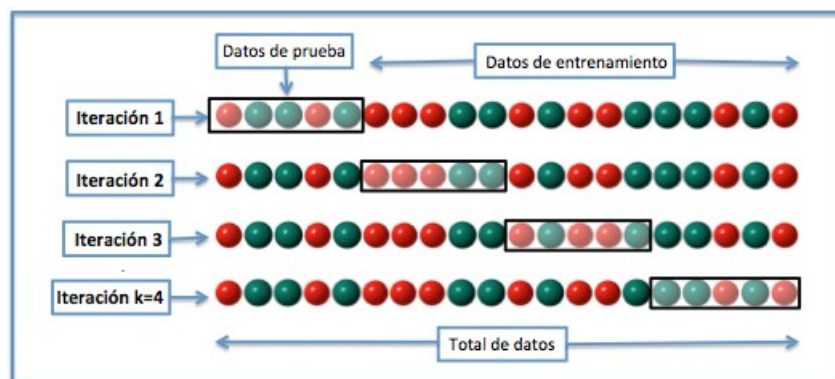 Datos de prueba
Datos de entrenamiento
Iteración 1
Iteración 2
Iteración 3
Iteración k=4
Total de datos